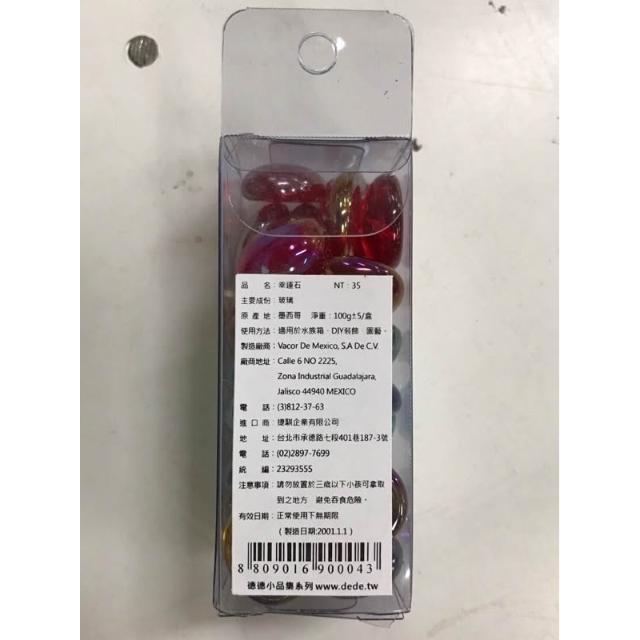 品 名：幸運石 NT：35
主要成份：玻璃
原 產 地：墨西哥 淨重：100g±5/盒
使用方法：適用於水族箱、DIY裝飾、園藝。
製造廠商：Vacor De Mexico, S.A De C.V.
廠商地址：Calle 6 NO 2225,
Zona Industrial Guadalajara,
Jalisco 44940 MEXICO
電 話：(3)812-37-63
進 口 商：捷騏企業有限公司
地 址：台北市承德路七段401巷187-3號
電 話：(02)2897-7699
統 編：23293555
注意事項：請勿放置於三歲以下小孩可拿取
到之地方 避免吞食危險。
有效日期：正常使用下無期限
（製造日期:2001.1.1）
8 809016 900043
德德小品集系列 www.dede.tw